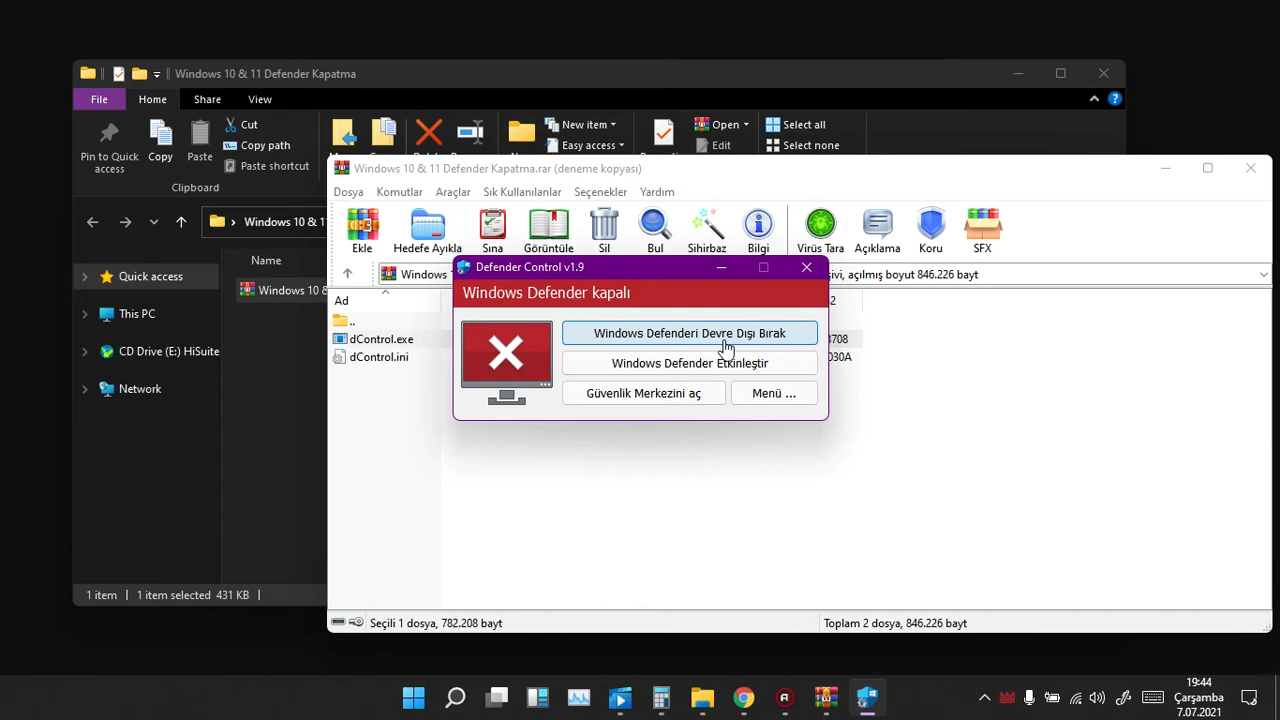 Windows 10 & 11 Defender Kapatma
File Home Share View
Pin to Quick access
Copy
Paste
Cut
Copy path
Paste shortcut
Clipboard
New item
Easy access
Open
Edit
Select all
Select none
Windows 10 & 1
Name
Quick access
This PC
CD Drive (E:) HiSuite
Network
Windows 10 &
1 item 1 item selected 431 KB
Windows 10 & 11 Defender Kapatma.rar (deneme kopyası)
Dosya Komutlar Araçlar Sık Kullanılanlar Seçenekler Yardım
Ekle Hedefe Ayıkla Sına Görüntüle Sil Bul Sihirbaz Bilgi Virüs Tara Açıklama Koru SFX
Windows
açılmış boyut 846.226 bayt
Ad
..
dControl.exe
dControl.ini
3708
030A
Seçili 1 dosya, 782.208 bayt
Toplam 2 dosya, 846.226 bayt
Defender Control v1.9
Windows Defender kapalı
Windows Defenderi Devre Dışı Bırak
Windows Defender Etkinleştir
Güvenlik Merkezini aç
Menü ...
19:44
Çarşamba
7.07.2021